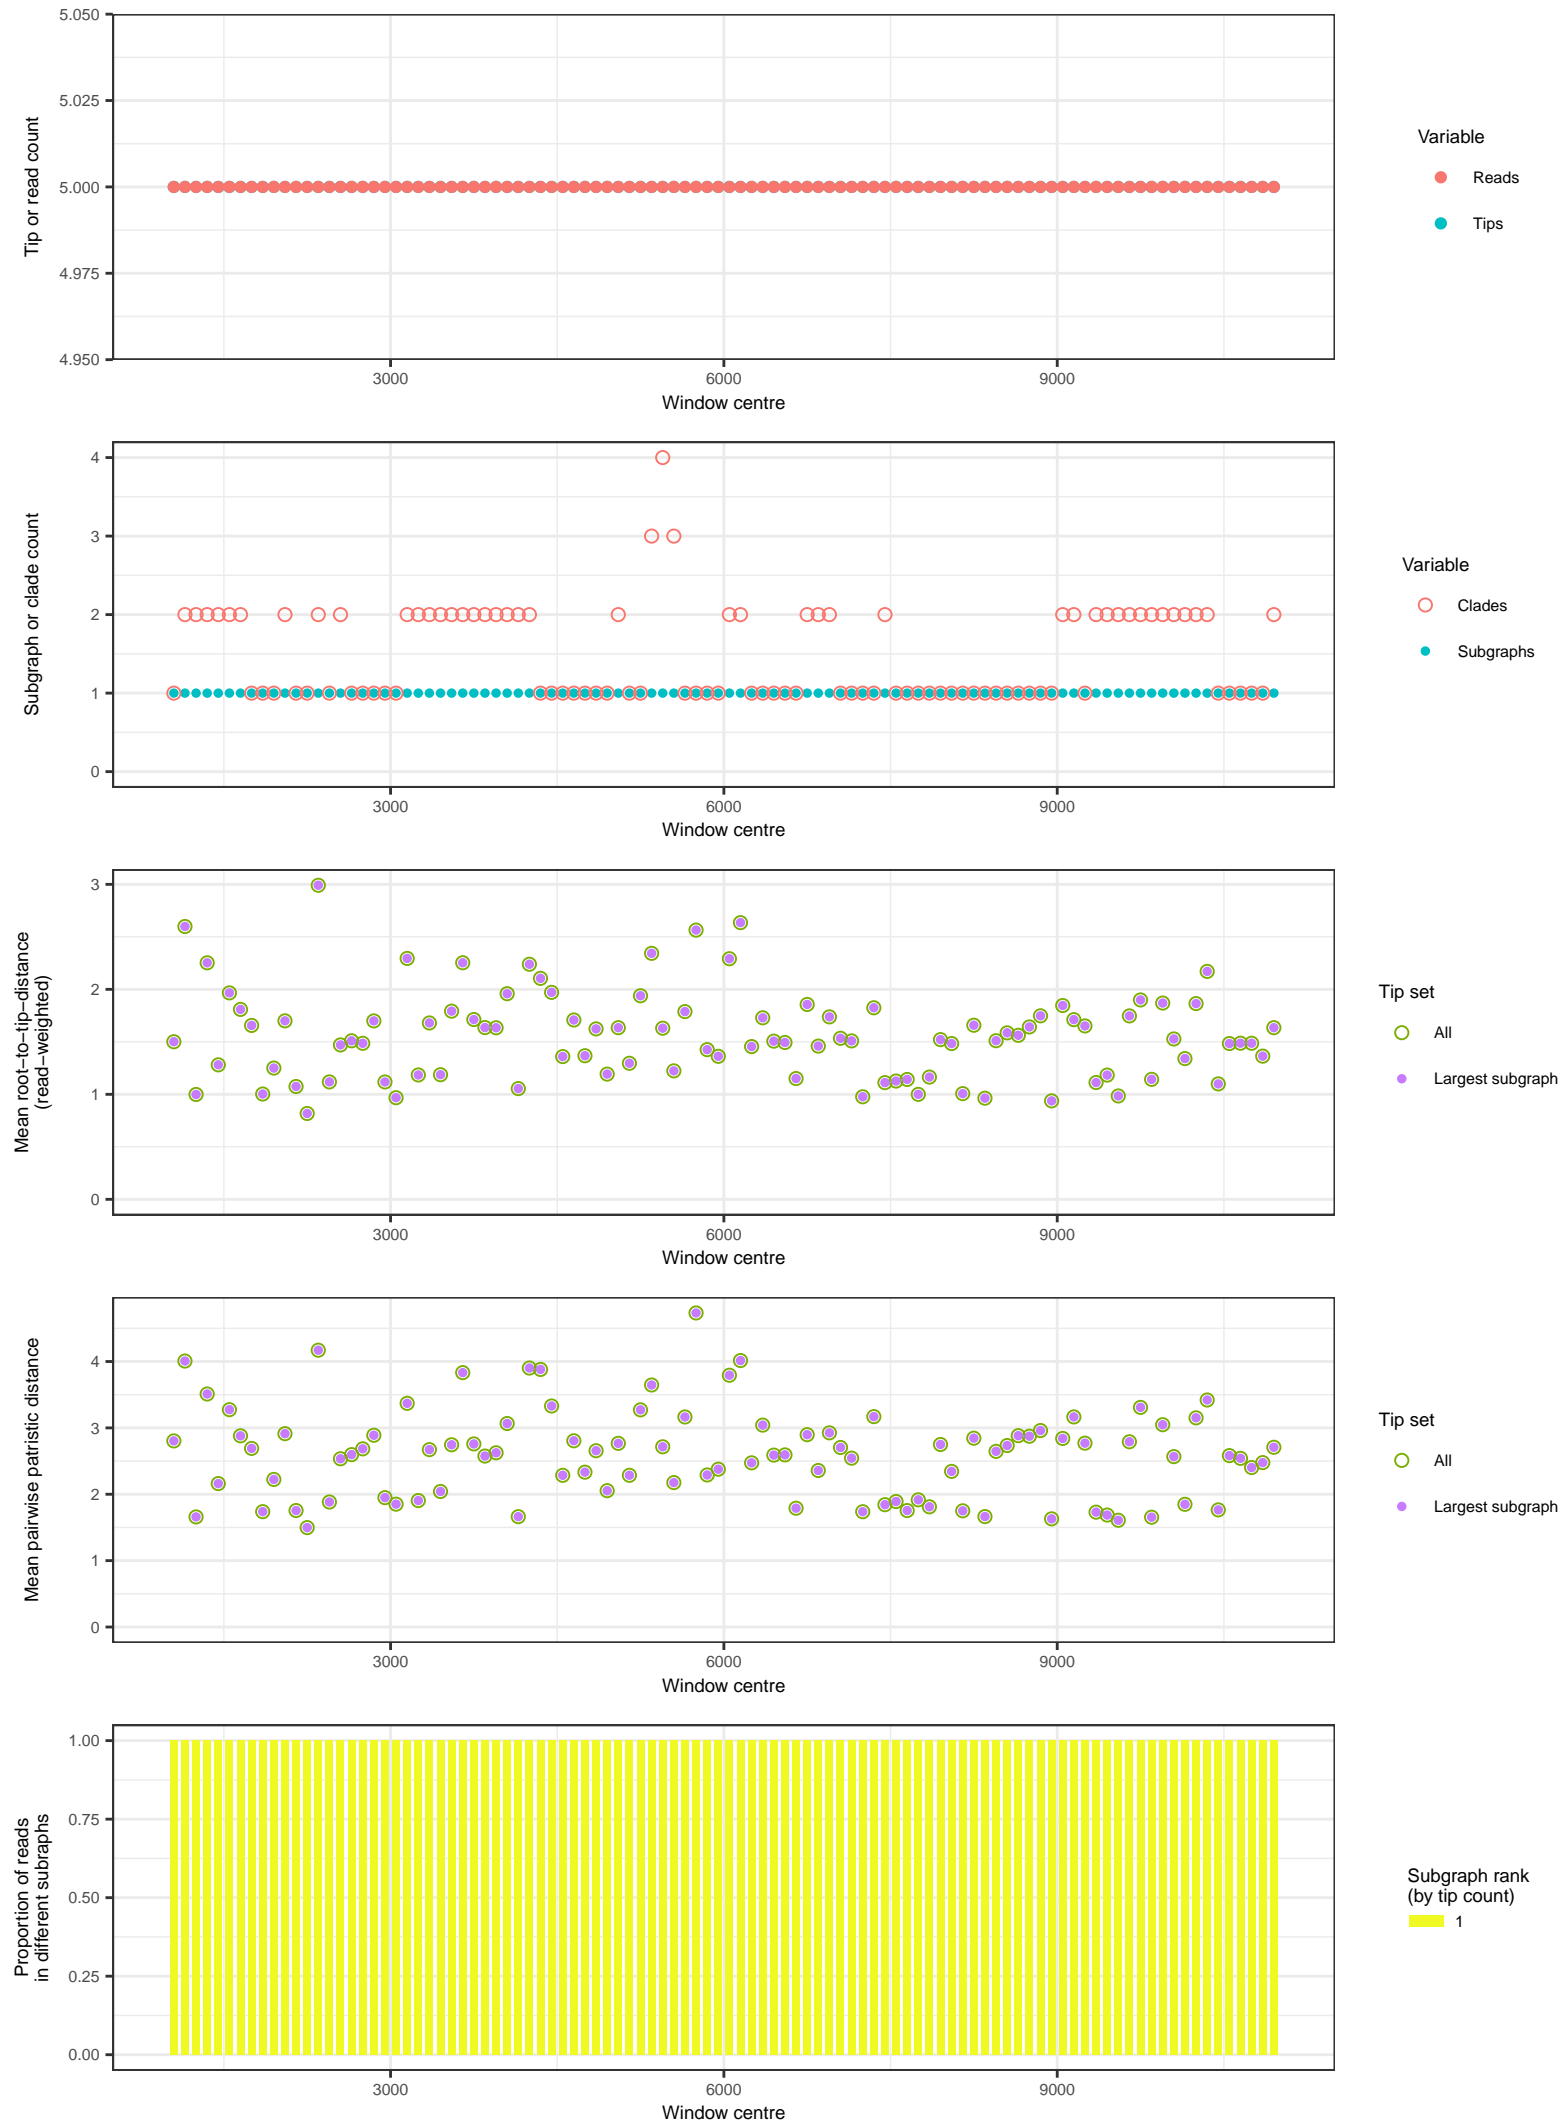 5.050
5.025
5.000
4.975
4.950
Tip or read count
3000 6000 9000
Window centre
Variable
Reads
Tips
4
3
2
1
0
Subgraph or clade count
3000 6000 9000
Window centre
Variable
Clades
Subgraphs
3
2
1
0
Mean root−to−tip−distance
(read−weighted)
3000 6000 9000
Window centre
Tip set
All
Largest subgraph
4
3
2
1
0
Mean pairwise patristic distance
3000 6000 9000
Window centre
Tip set
All
Largest subgraph
1.00
0.75
0.50
0.25
0.00
Proportion of reads
in different subraphs
3000 6000 9000
Window centre
Subgraph rank
(by tip count)
1